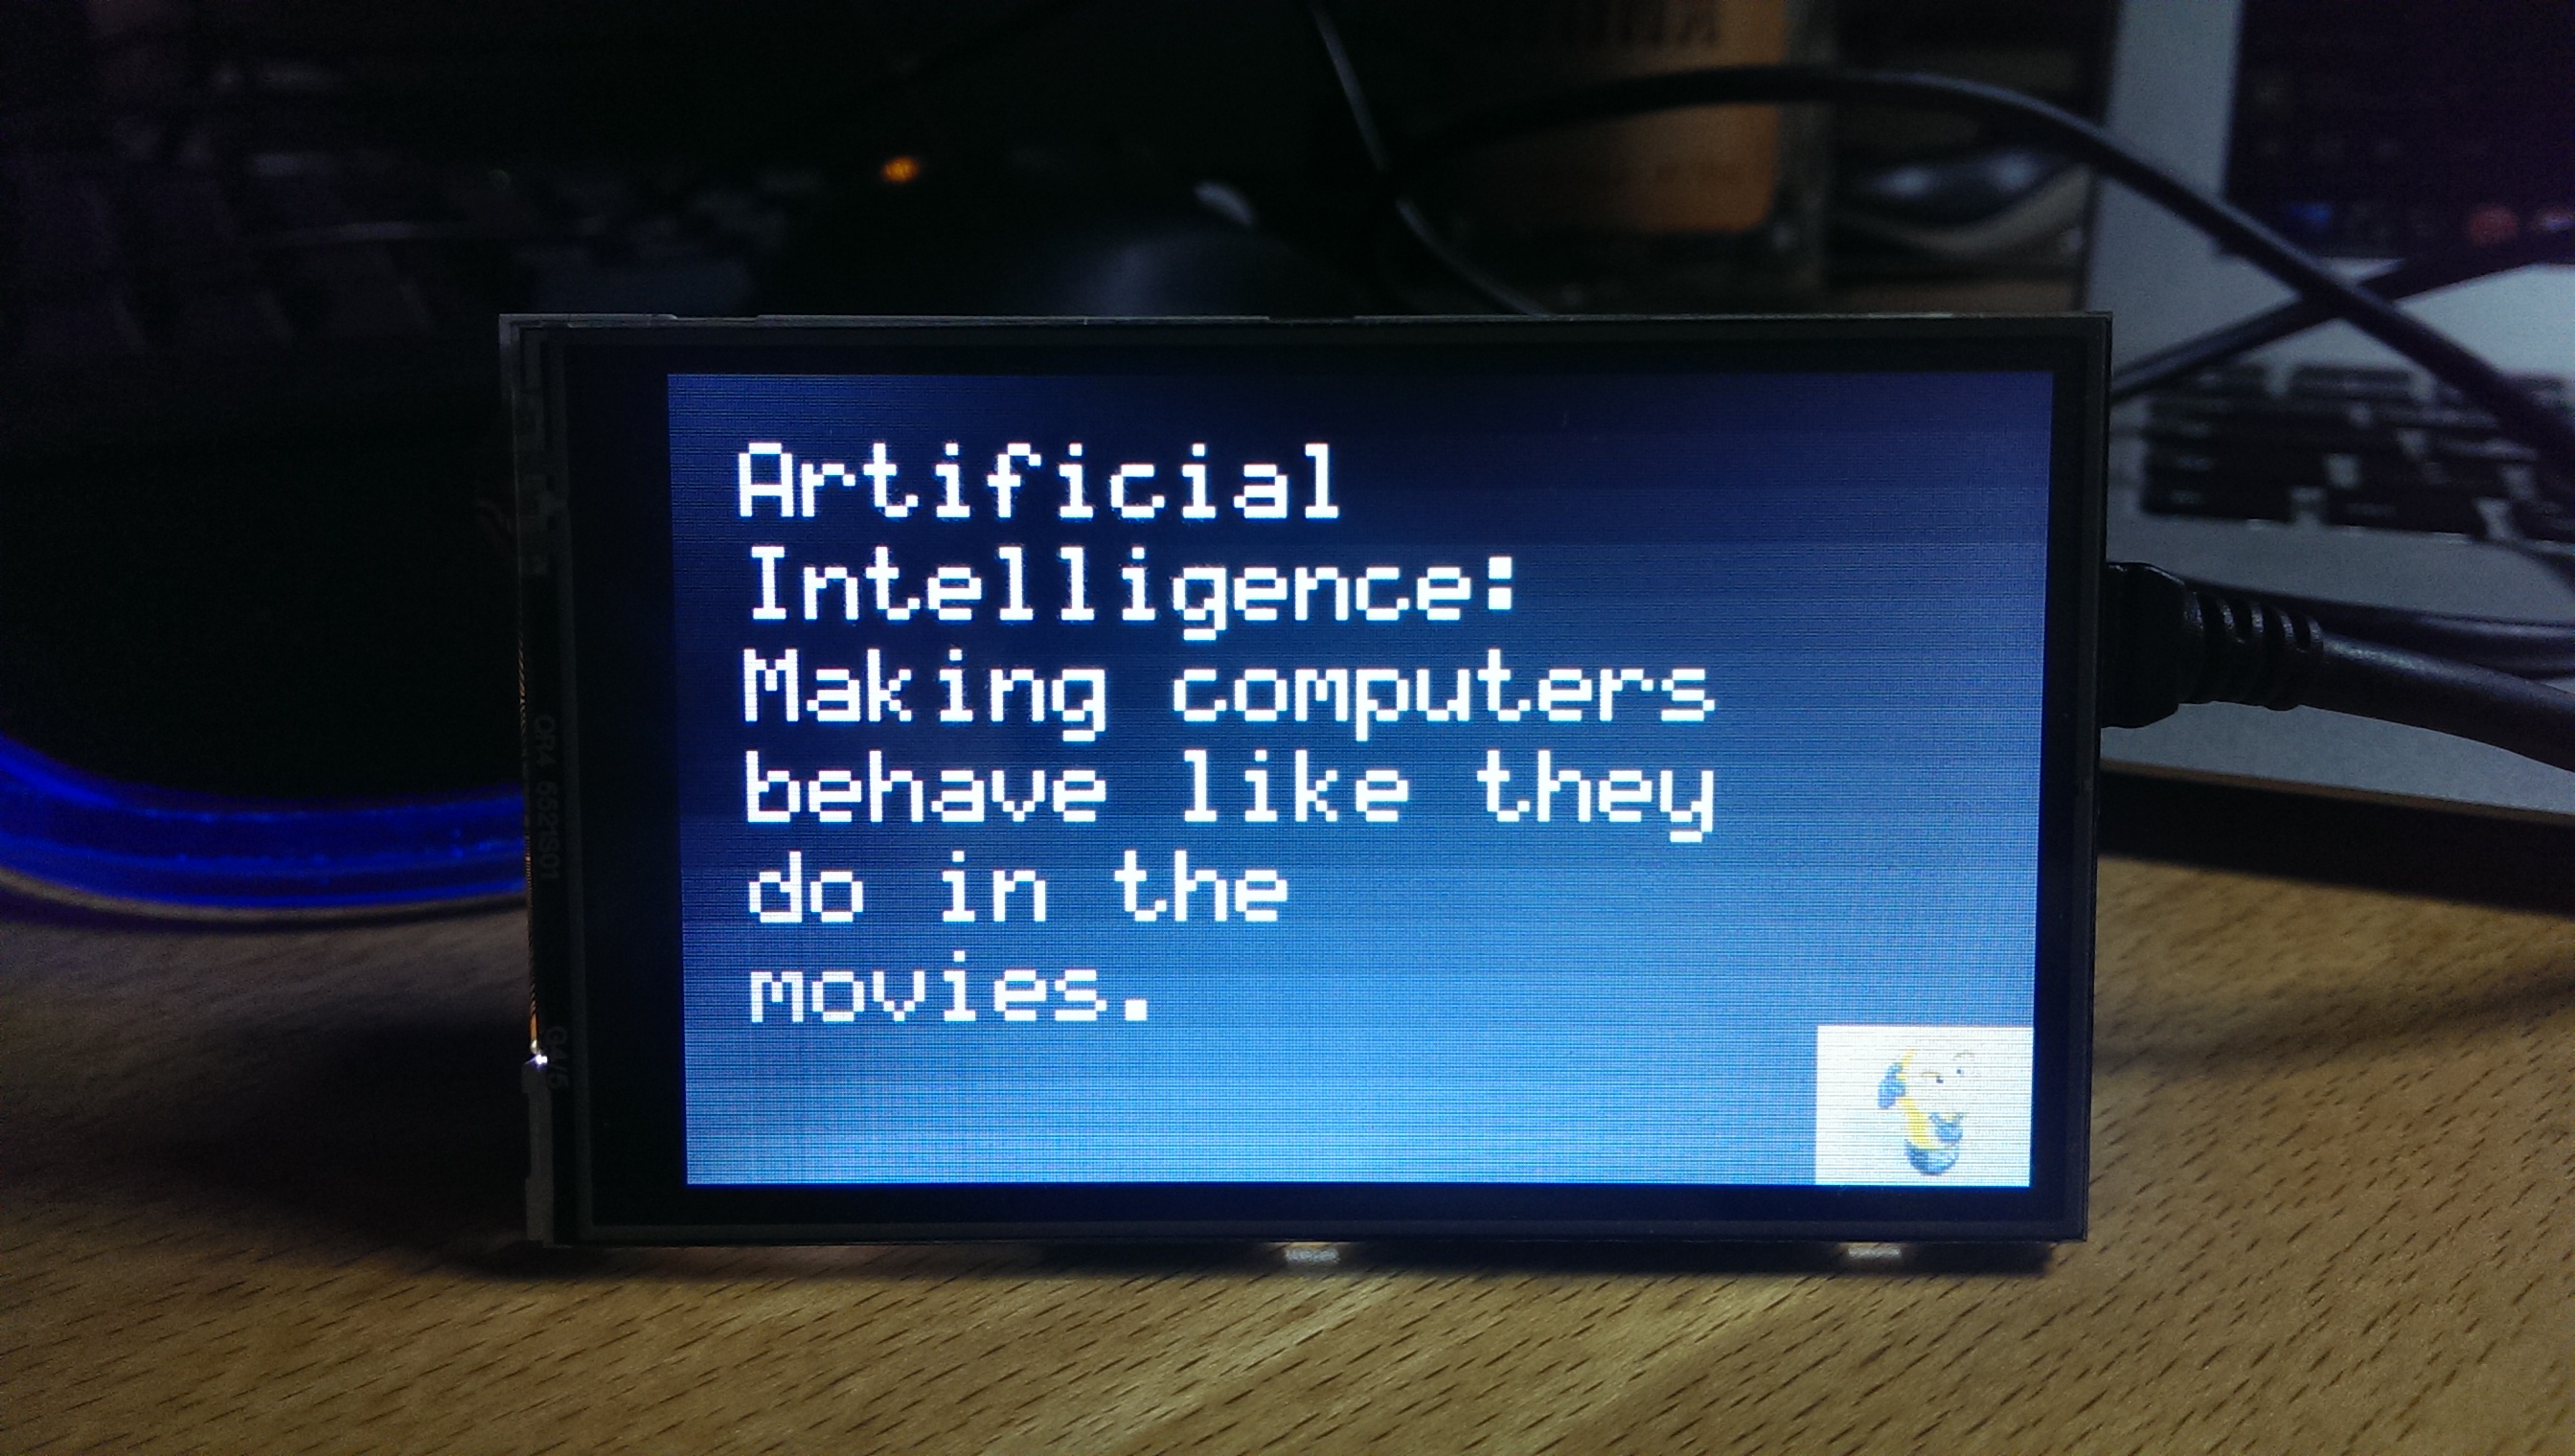 Artificial
Intelligence:
Making computers
behave like they
do in the
movies.